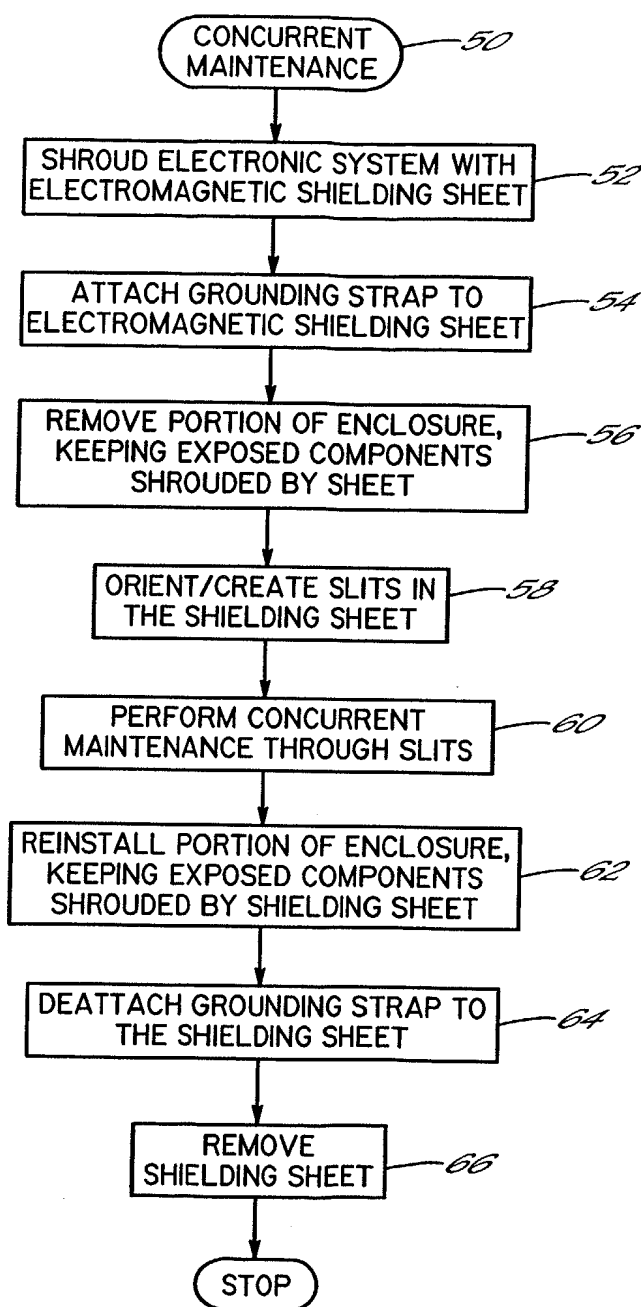 CONCURRENT
MAINTENANCE
50
SHROUD ELECTRONIC SYSTEM WITH
ELECTROMAGNETIC SHIELDING SHEET
52
ATTACH GROUNDING STRAP TO
ELECTROMAGNETIC SHIELDING SHEET
54
REMOVE PORTION OF ENCLOSURE,
KEEPING EXPOSED COMPONENTS
SHROUDED BY SHEET
56
ORIENT/CREATE SLITS IN
THE SHIELDING SHEET
58
PERFORM CONCURRENT
MAINTENANCE THROUGH SLITS
60
REINSTALL PORTION OF ENCLOSURE,
KEEPING EXPOSED COMPONENTS
SHROUDED BY SHIELDING SHEET
62
DEATTACH GROUNDING STRAP TO
THE SHIELDING SHEET
64
REMOVE
SHIELDING SHEET
66
STOP